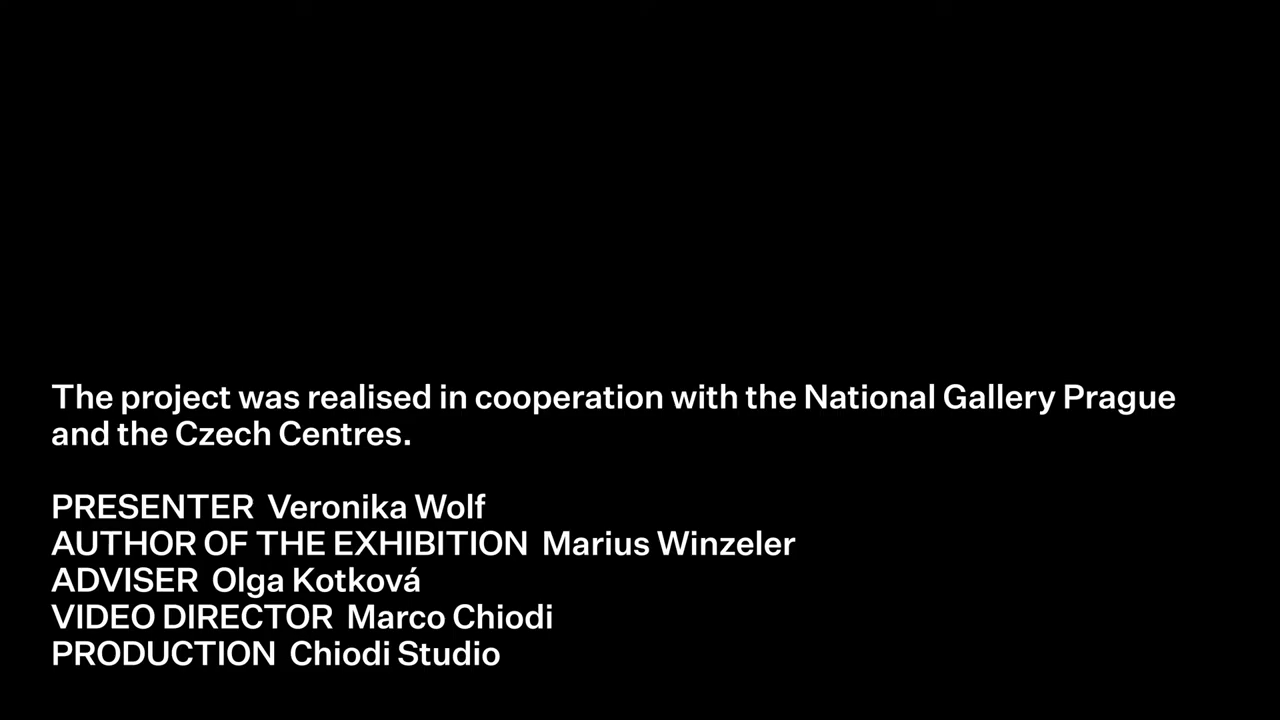 The project was realised in cooperation with the National Gallery Prague
and the Czech Centres.
PRESENTER Veronika Wolf
AUTHOR OF THE EXHIBITION Marius Winzeler
ADVISER Olga Kotková
VIDEO DIRECTOR Marco Chiodi
PRODUCTION Chiodi Studio